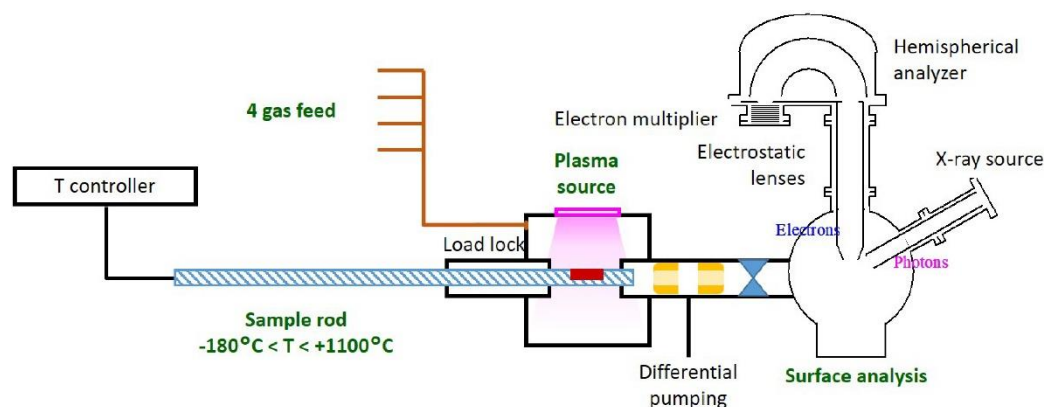 Hemispherical
analyzer
4 gas feed
Electron multiplier
Plasma
source
Electrostatic
lenses
X-ray source
T controller
Load lock
Electrons
Photons
Sample rod
-180°C < T < +1100°C
Differential
pumping
Surface analysis